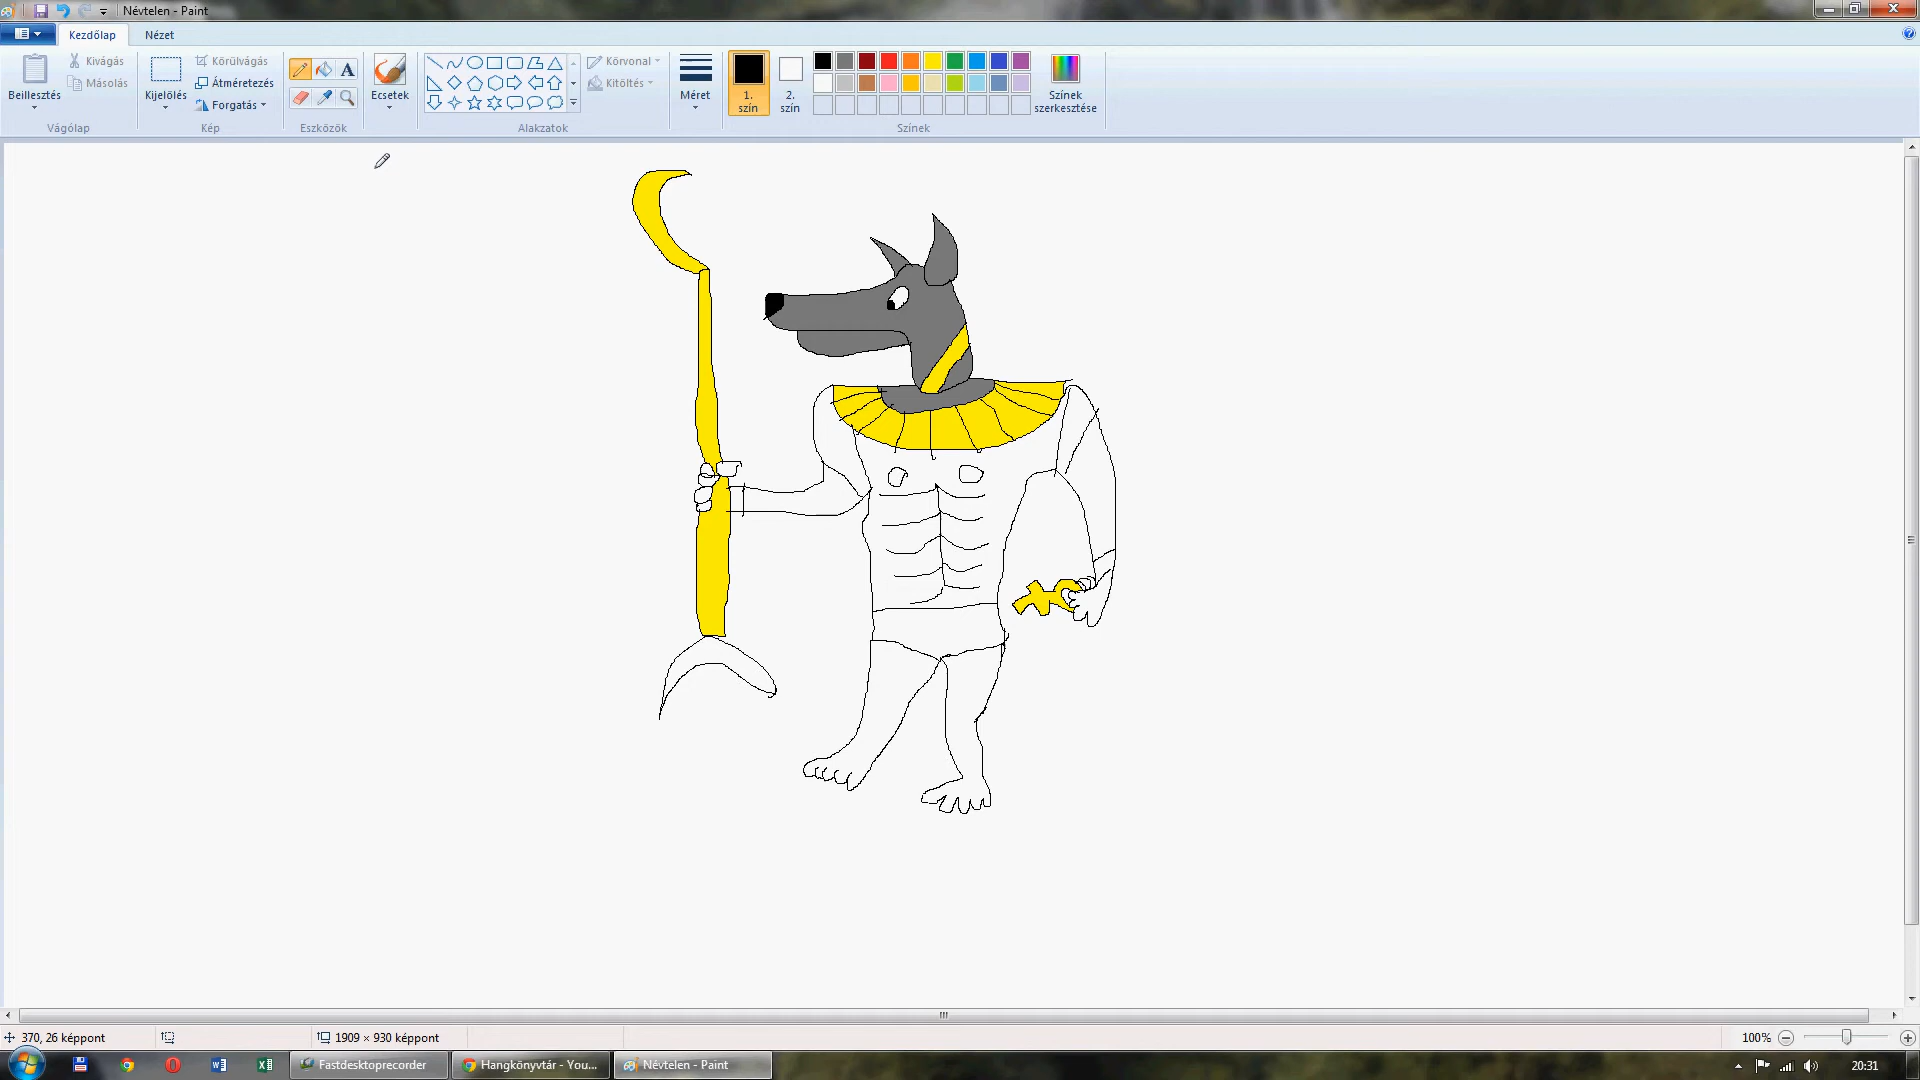 Névtelen - Paint
Kezdőlap Nézet
Beillesztés
Kivágás
Másolás
Vágólap
Kijelölés
Körülvágás
Átméretezés
Forgatás
Kép
A
Eszközök
Ecsetek
Alakzatok
Körvonal
Kitöltés
Méret
1.
szín
2.
szín
Színek
szerkesztése
Színek
370, 26 képpont
1909 × 930 képpont
100%
Fastdesktoprecorder
Hangkönyvtár - You...
Névtelen - Paint
20:31